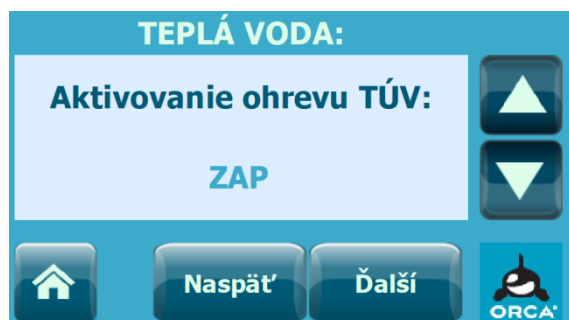 TEPLÁ VODA:
Aktivovanie ohrevu TÚV:
ZAP
Naspäť
Ďalší
ORCA